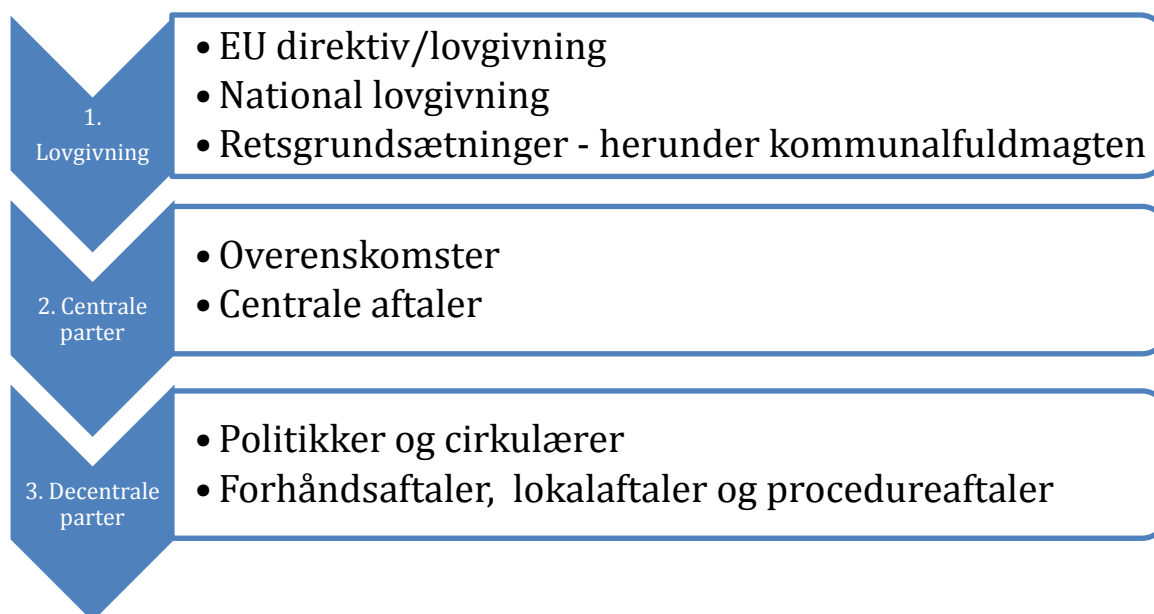 1.
Lovgivning
• EU direktiv/lovgivning
• National lovgivning
• Retsgrundsætninger - herunder kommunalfuldmagten
2. Centrale
parter
• Overenskomster
• Centrale aftaler
3. Decentrale
parter
• Politikker og cirkulærer
• Forhåndsaftaler, lokalaftaler og procedureaftaler